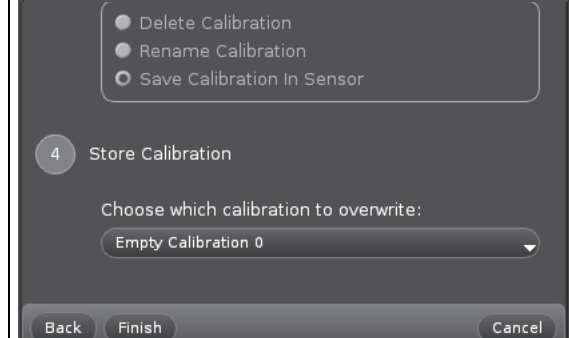 Delete Calibration
Rename Calibration
Save Calibration In Sensor
4 Store Calibration
Choose which calibration to overwrite:
Empty Calibration 0
Back Finish Cancel